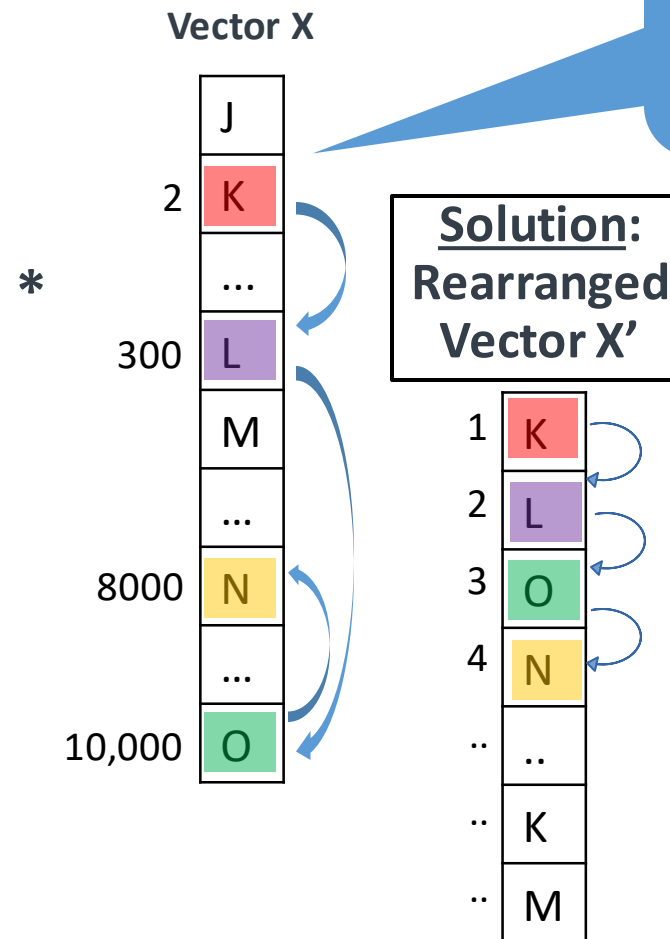 Vector X
J
2 K
...
*
300 L
M
...
8000 N
...
10,000 O
Solution:
Rearranged
Vector X’
1 K
2 L
3 O
4 N
.. ..
.. K
.. M